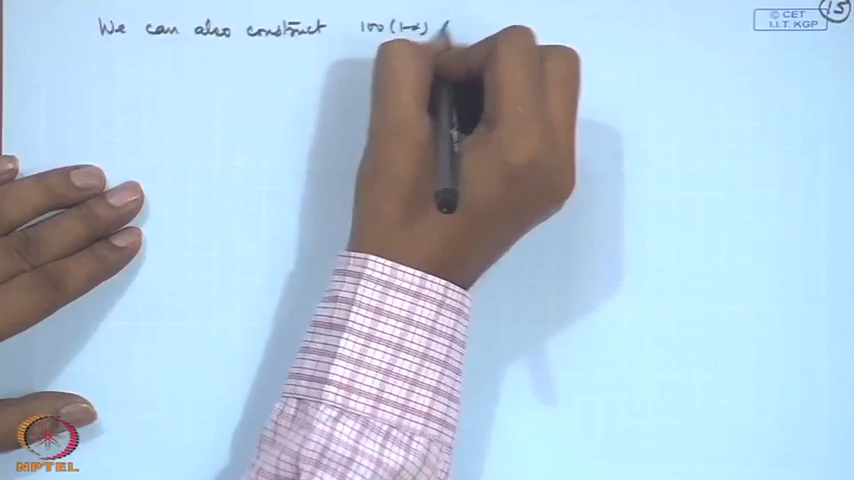 We can also construct 100(1-α)
© CET
I.I.T. KGP
15
NPTEL